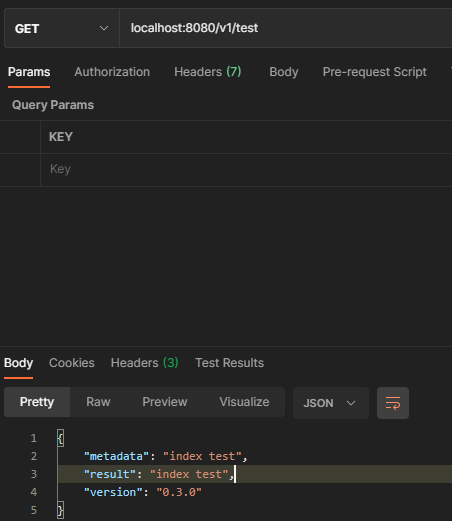 GET localhost:8080/v1/test
Params Authorization Headers (7) Body Pre-request Script
Query Params
KEY
Key
Body Cookies Headers (3) Test Results
Pretty Raw Preview Visualize JSON
1 {
2 "metadata": "index test",
3 "result": "index test",
4 "version": "0.3.0"
5 }